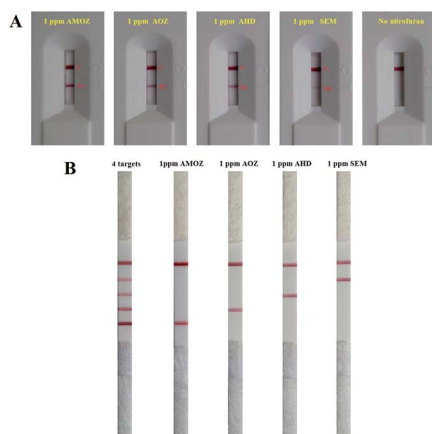 A
1 ppm AMOZ 1 ppm AOZ 1 ppm AHD 1 ppm SEM No nitrofuran
B
4 targets 1ppm AMOZ 1 ppm AOZ 1 ppm AHD 1 ppm SEM